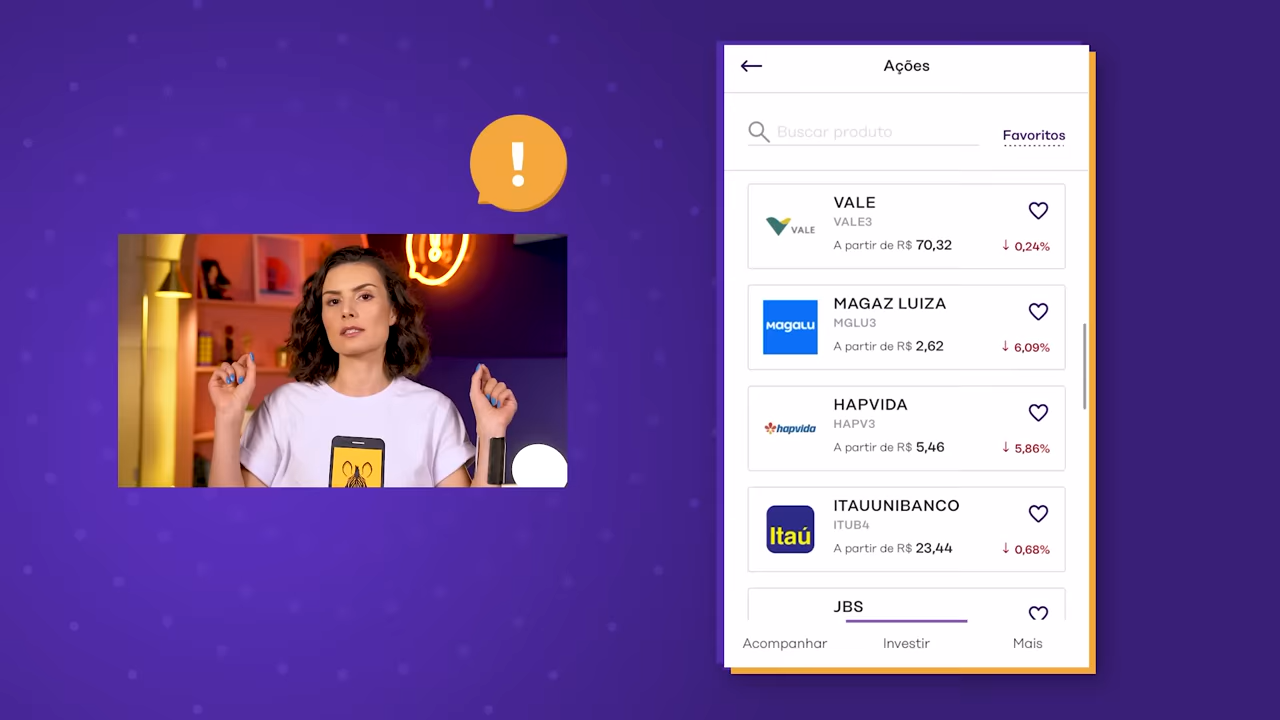 !
Ações
Buscar produto
Favoritos
VALE
VALE
VALE3
A partir de R$ 70,32
↓ 0,24%
MAGAZ LUIZA
Magalu
MGLU3
A partir de R$ 2,62
↓ 6,09%
HAPVIDA
hapvida
HAPV3
A partir de R$ 5,46
↓ 5,86%
ITAUUNIBANCO
Itaú
ITUB4
A partir de R$ 23,44
↓ 0,68%
JBS
Acompanhar
Investir
Mais